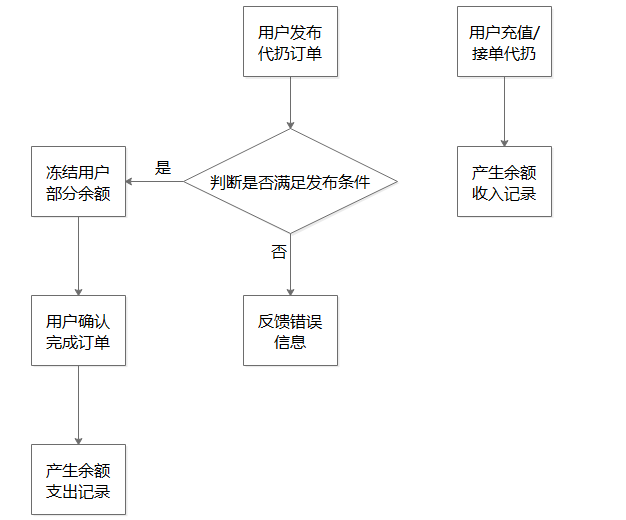 用户发布
代扔订单
用户充值/
接单代扔
是
冻结用户
部分余额
判断是否满足发布条件
产生余额
收入记录
否
用户确认
完成订单
反馈错误
信息
产生余额
支出记录